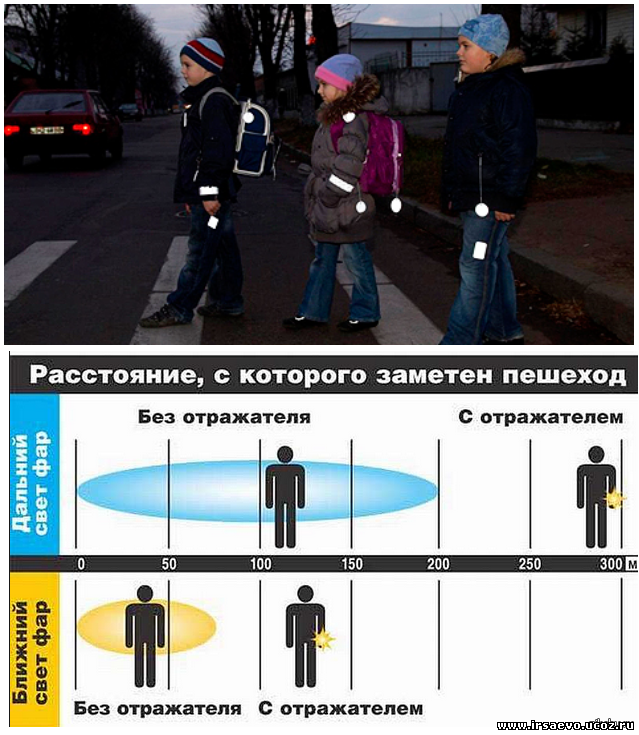 Расстояние, с которого заметен пешеход
Без отражателя
С отражателем
Дальний
свет фар
0 50 100 150 200 250 300 м
Ближний
свет фар
Без отражателя С отражателем
www.irsaevo.ucoz.ru